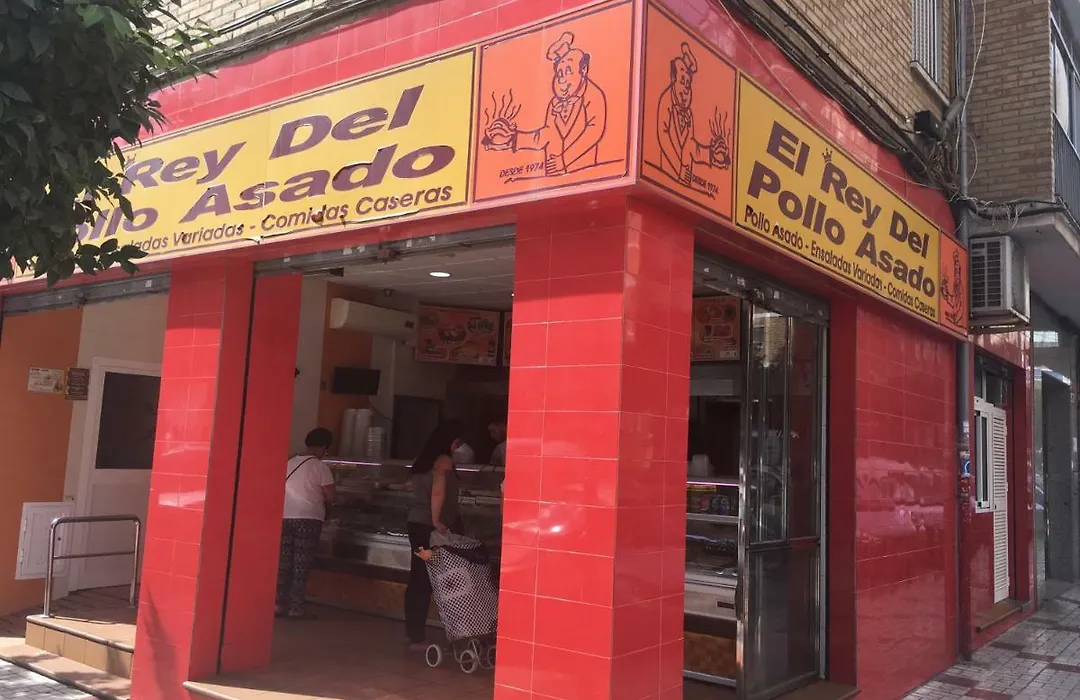 Rey Del
Asado
Variadas - Comidas Caseras
DESDE 1974
DESDE 1974
El Rey Del
Pollo Asado
Pollo Asado - Ensaladas Variadas - Comidas Caseras